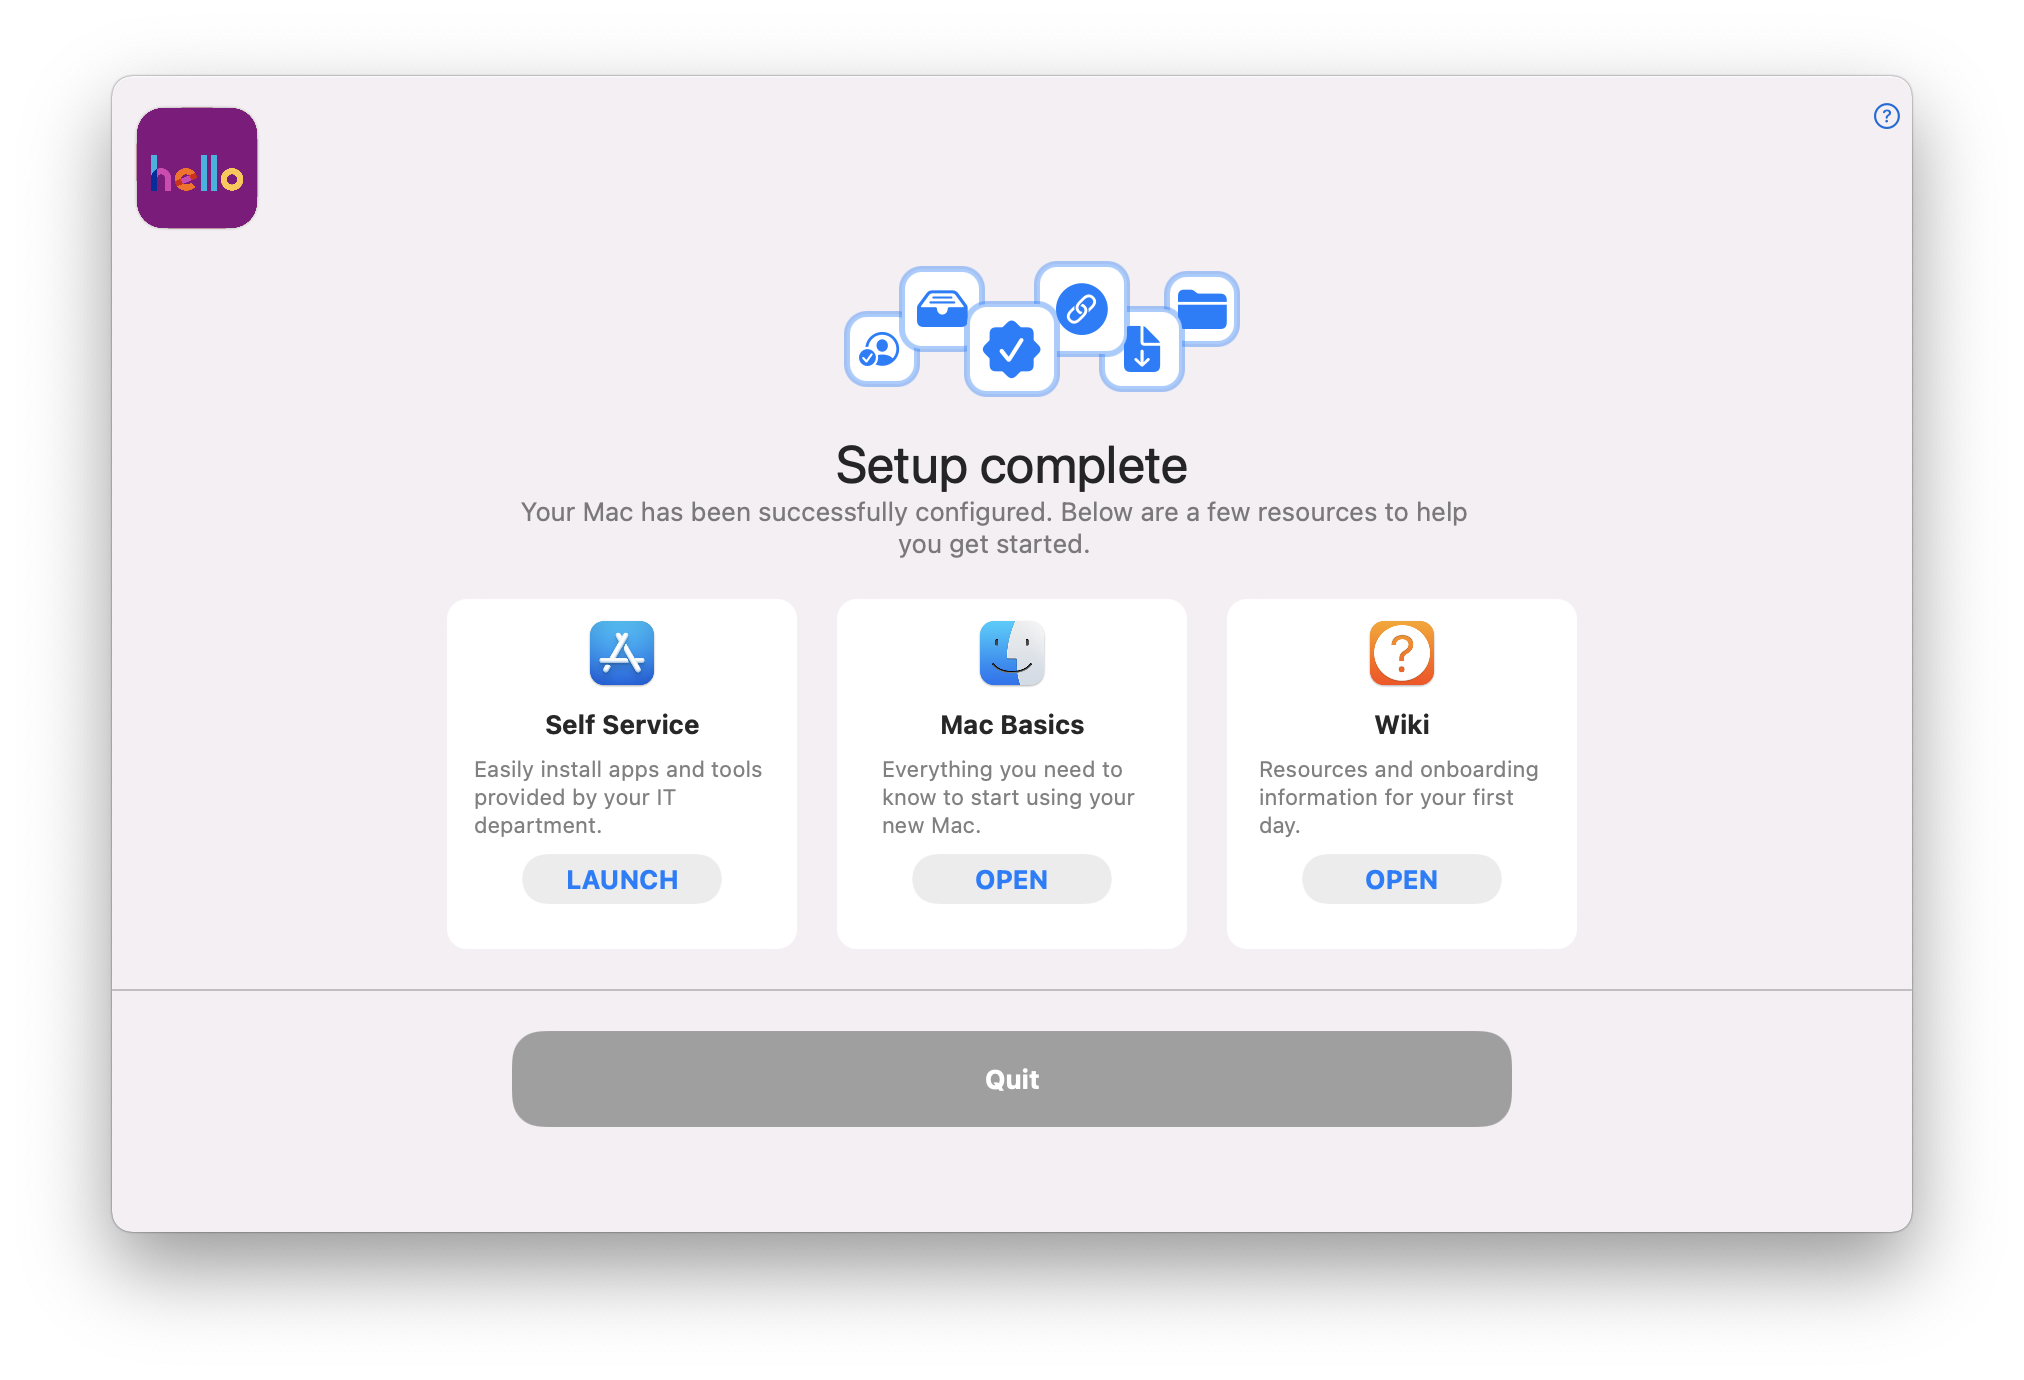 hello
?
Setup complete
Your Mac has been successfully configured. Below are a few resources to help
you get started.
Self Service
Easily install apps and tools
provided by your IT
department.
LAUNCH
Mac Basics
Everything you need to
know to start using your
new Mac.
OPEN
?
Wiki
Resources and onboarding
information for your first
day.
OPEN
Quit